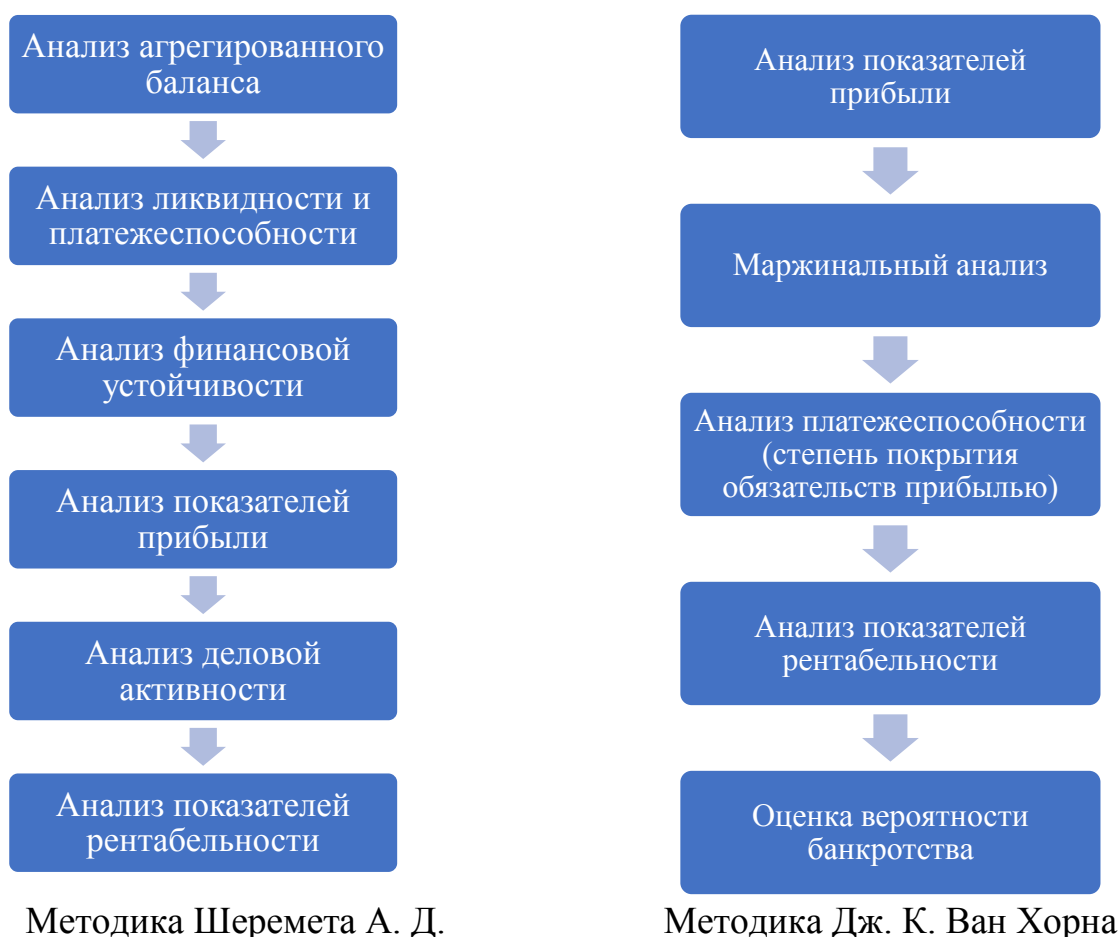 Анализ агрегированного
баланса
Анализ ликвидности и
платежеспособности
Анализ финансовой
устойчивости
Анализ показателей
прибыли
Анализ деловой
активности
Анализ показателей
рентабельности
Методика Шеремета А. Д.
Анализ показателей
прибыли
Маржинальный анализ
Анализ платежеспособности
(степень покрытия
обязательств прибылью)
Анализ показателей
рентабельности
Оценка вероятности
банкротства
Методика Дж. К. Ван Хорна